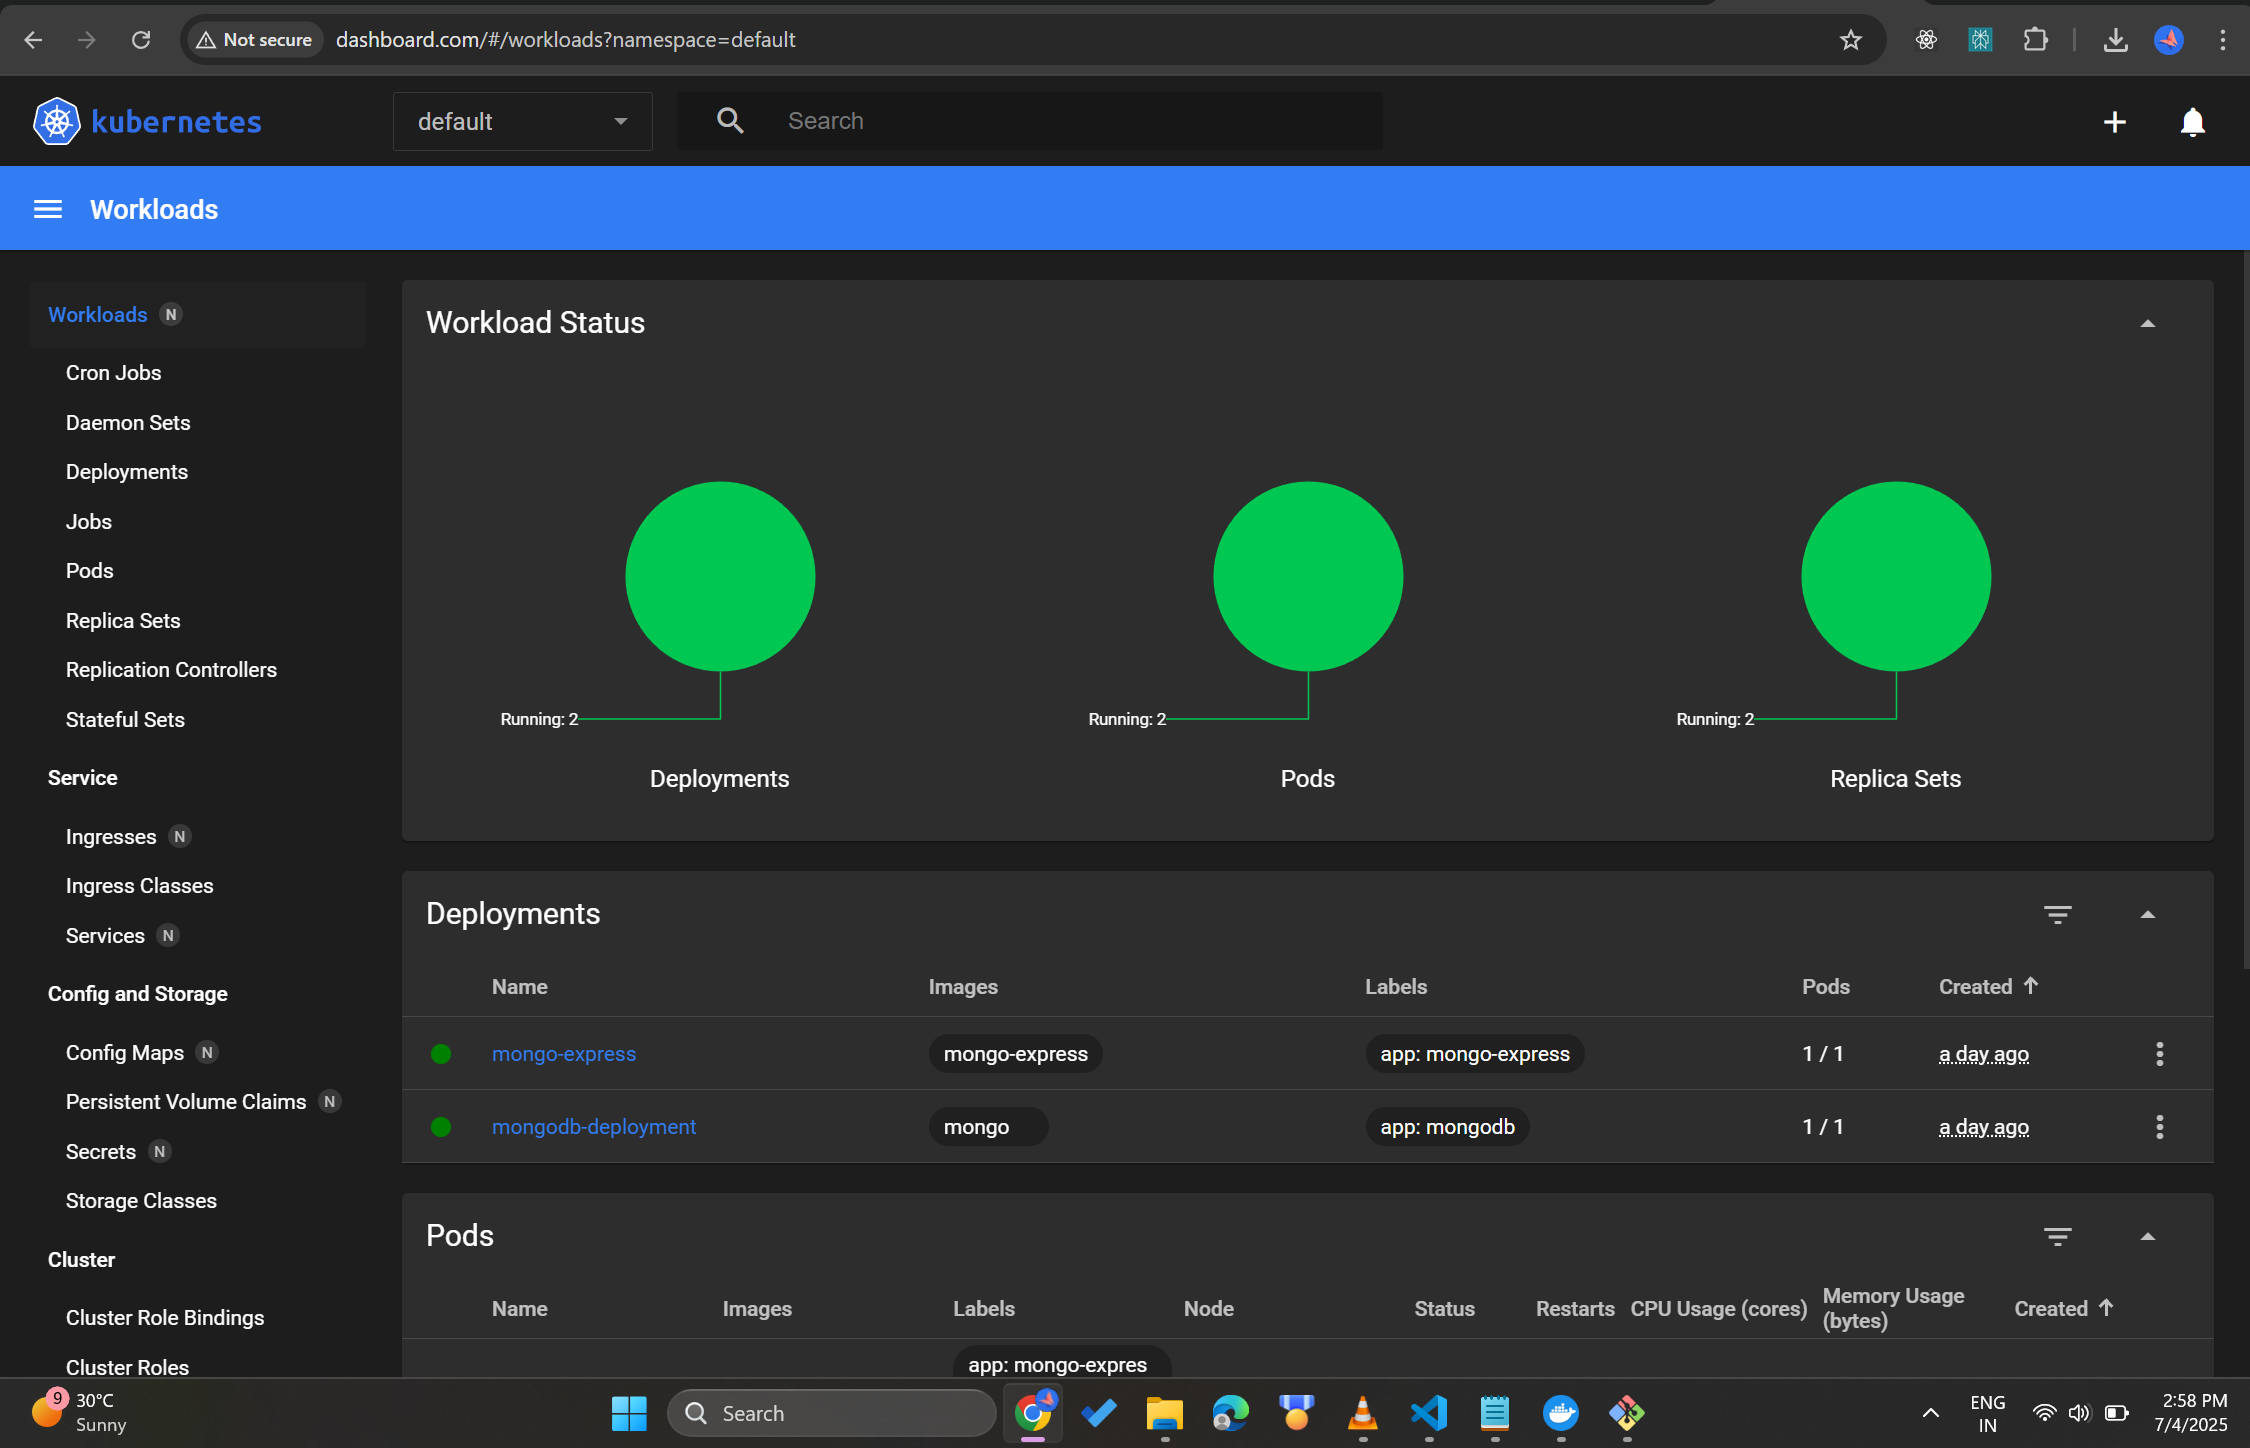 Not secure
dashboard.com/#/workloads?namespace=default
kubernetes
default
Search
Workloads
Workloads N
Cron Jobs
Daemon Sets
Deployments
Jobs
Pods
Replica Sets
Replication Controllers
Stateful Sets
Service
Ingresses N
Ingress Classes
Services N
Config and Storage
Config Maps N
Persistent Volume Claims N
Secrets N
Storage Classes
Cluster
Cluster Role Bindings
Cluster Roles
Workload Status
Running: 2
Running: 2
Running: 2
Deployments
Pods
Replica Sets
Deployments
Name Images Labels Pods Created
mongo-express mongo-express app: mongo-express 1 / 1 a day ago
mongodb-deployment mongo app: mongodb 1 / 1 a day ago
Pods
Name Images Labels Node Status Restarts CPU Usage (cores) Memory Usage (bytes) Created
app: mongo-expres
9
30°C
Sunny
Search
ENG
IN
2:58 PM
7/4/2025